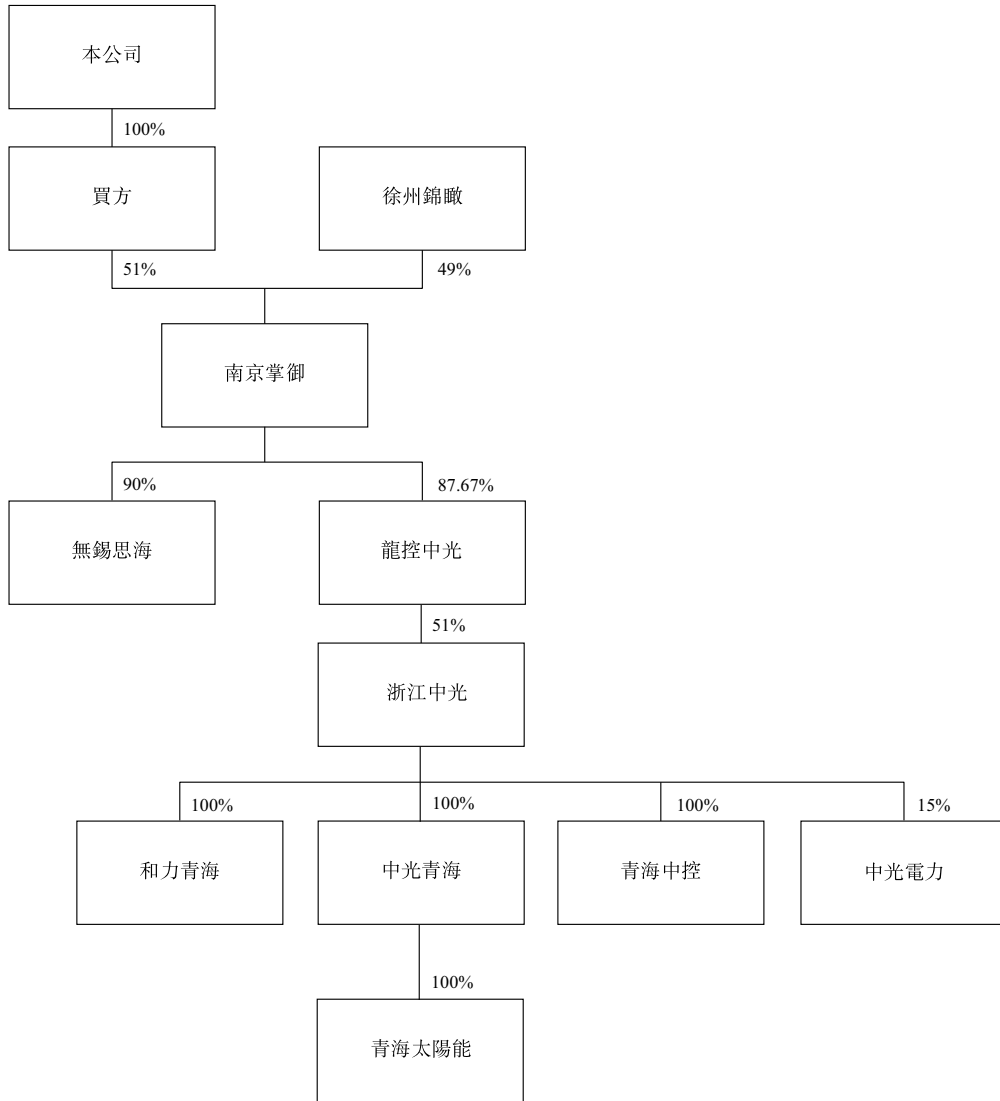 本公司
100%
買方
徐州錦瞰
51%
49%
南京掌御
90%
87.67%
無錫思海
龍控中光
51%
浙江中光
100%
100%
100%
15%
和力青海
中光青海
青海中控
中光電力
100%
青海太陽能